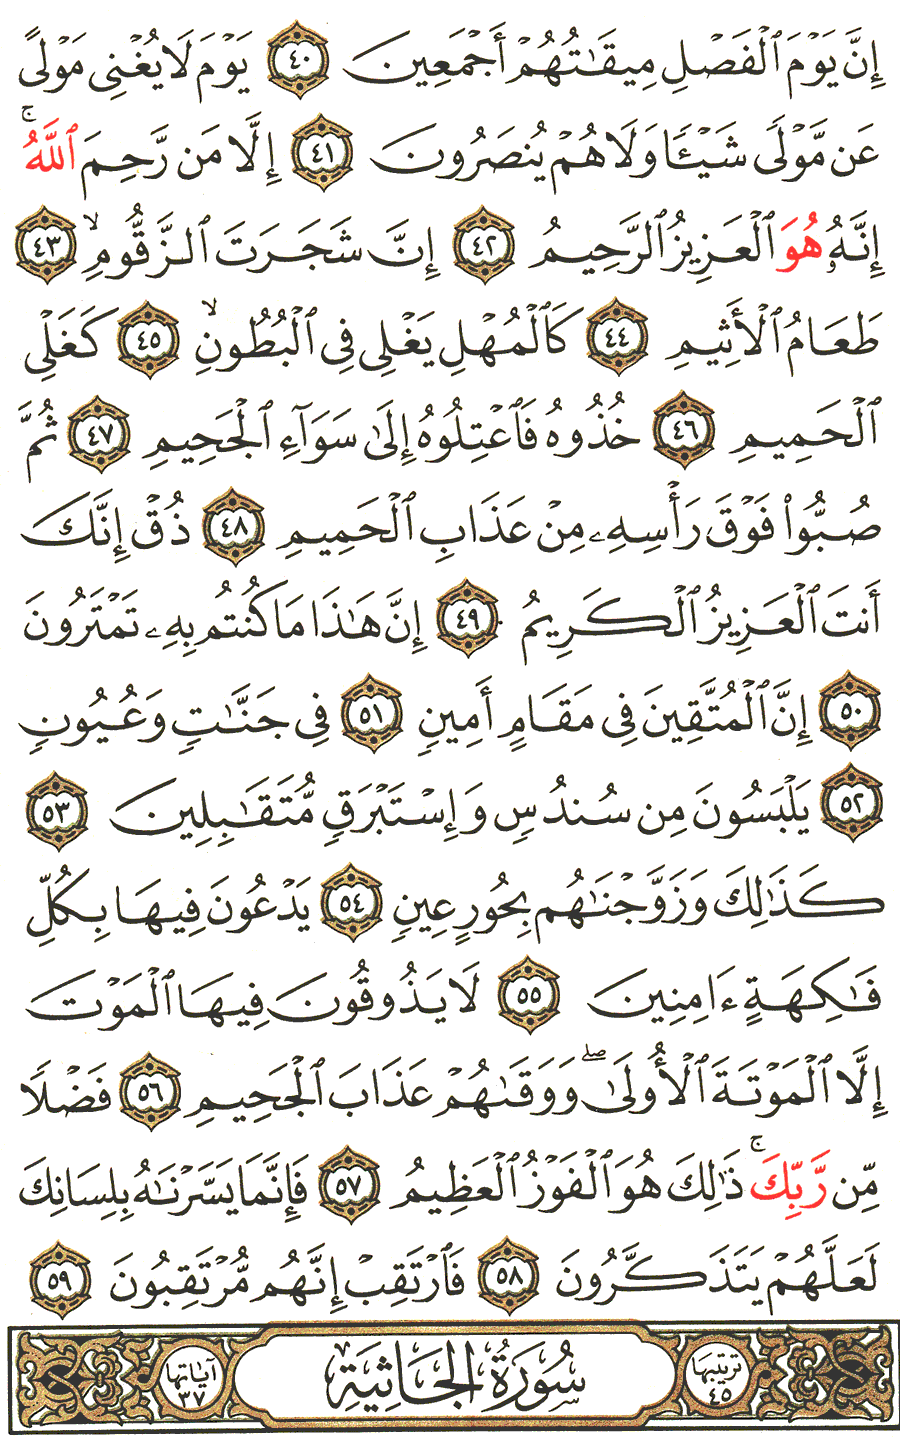 إِنَّ يَوْمَ ٱلْفَصْلِ مِيقَٰتُهُمْ أَجْمَعِينَ ٤٠ يَوْمَ لَا يُغْنِى مَوْلًى
عَن مَّوْلًى شَيْـًٔا وَلَا هُمْ يُنصَرُونَ ٤١ إِلَّا مَن رَّحِمَ ٱللَّهُ ۚ
إِنَّهُۥ هُوَ ٱلْعَزِيزُ ٱلرَّحِيمُ ٤٢ إِنَّ شَجَرَتَ ٱلزَّقُّومِ ۙ ٤٣
طَعَامُ ٱلْأَثِيمِ ٤٤ كَٱلْمُهْلِ يَغْلِى فِى ٱلْبُطُونِ ۙ ٤٥ كَغَلْىِ
ٱلْحَمِيمِ ٤٦ خُذُوهُ فَٱعْتِلُوهُ إِلَىٰ سَوَآءِ ٱلْجَحِيمِ ٤٧ ثُمَّ
صُبُّوا۟ فَوْقَ رَأْسِهِۦ مِنْ عَذَابِ ٱلْحَمِيمِ ٤٨ ذُقْ إِنَّكَ
أَنتَ ٱلْعَزِيزُ ٱلْكَرِيمُ ٤٩ إِنَّ هَٰذَا مَا كُنتُم بِهِۦ تَمْتَرُونَ
٥٠ إِنَّ ٱلْمُتَّقِينَ فِى مَقَامٍ أَمِينٍ ٥١ فِى جَنَّٰتٍ وَعُيُونٍ
٥٢ يَلْبَسُونَ مِن سُندُسٍ وَإِسْتَبْرَقٍ مُّتَقَٰبِلِينَ ٥٣
كَذَٰلِكَ وَزَوَّجْنَٰهُم بِحُورٍ عِينٍ ٥٤ يَدْعُونَ فِيهَا بِكُلِّ
فَٰكِهَةٍ ءَامِنِينَ ٥٥ لَا يَذُوقُونَ فِيهَا ٱلْمَوْتَ
إِلَّا ٱلْمَوْتَةَ ٱلْأُولَىٰ ۖ وَوَقَىٰهُمْ عَذَابَ ٱلْجَحِيمِ ٥٦ فَضْلًا
مِّن رَّبِّكَ ۚ ذَٰلِكَ هُوَ ٱلْفَوْزُ ٱلْعَظِيمُ ٥٧ فَإِنَّمَا يَسَّرْنَٰهُ بِلِسَانِكَ
لَعَلَّهُمْ يَتَذَكَّرُونَ ٥٨ فَٱرْتَقِبْ إِنَّهُم مُّرْتَقِبُونَ ٥٩
ترتيبها ٤٥ سُورَةُ الجَاثِيَةِ آياتها ٣٧